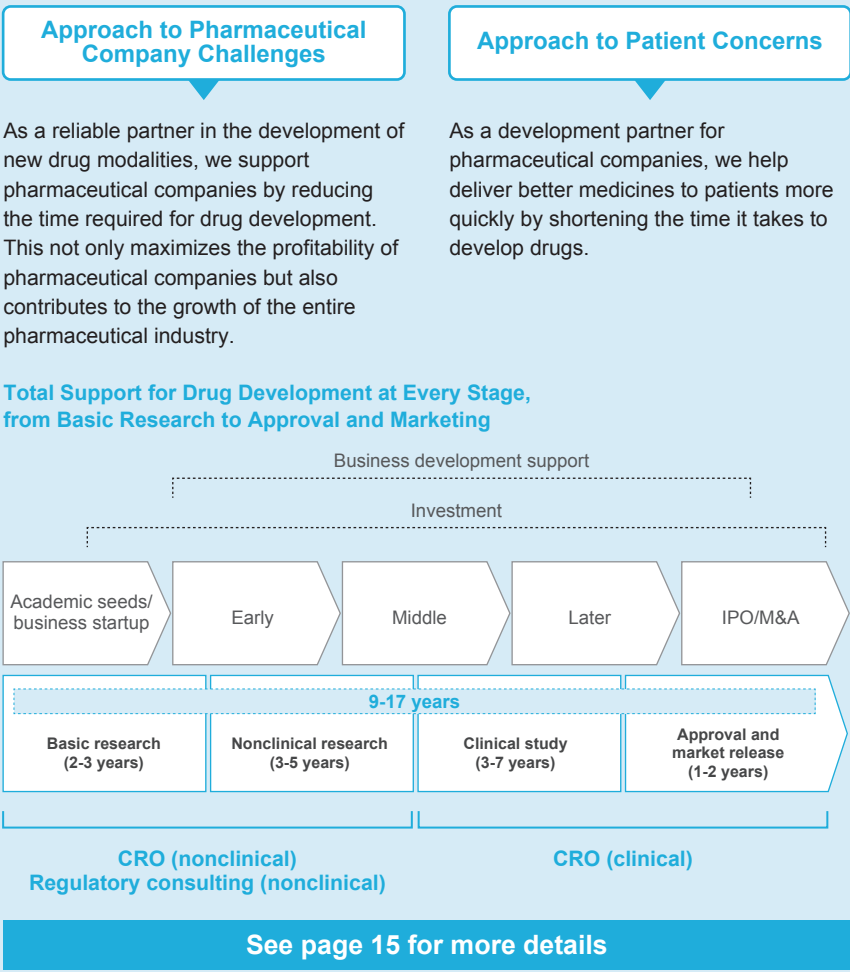 Approach to Pharmaceutical
Company Challenges
As a reliable partner in the development of
new drug modalities, we support
pharmaceutical companies by reducing
the time required for drug development.
This not only maximizes the profitability of
pharmaceutical companies but also
contributes to the growth of the entire
pharmaceutical industry.
Approach to Patient Concerns
As a development partner for
pharmaceutical companies, we help
deliver better medicines to patients more
quickly by shortening the time it takes to
develop drugs.
Total Support for Drug Development at Every Stage,
from Basic Research to Approval and Marketing
Business development support
Investment
Academic seeds/
business startup
Early
Middle
Later
IPO/M&A
9-17 years
Basic research
(2-3 years)
Nonclinical research
(3-5 years)
Clinical study
(3-7 years)
Approval and
market release
(1-2 years)
CRO (nonclinical)
Regulatory consulting (nonclinical)
CRO (clinical)
See page 15 for more details